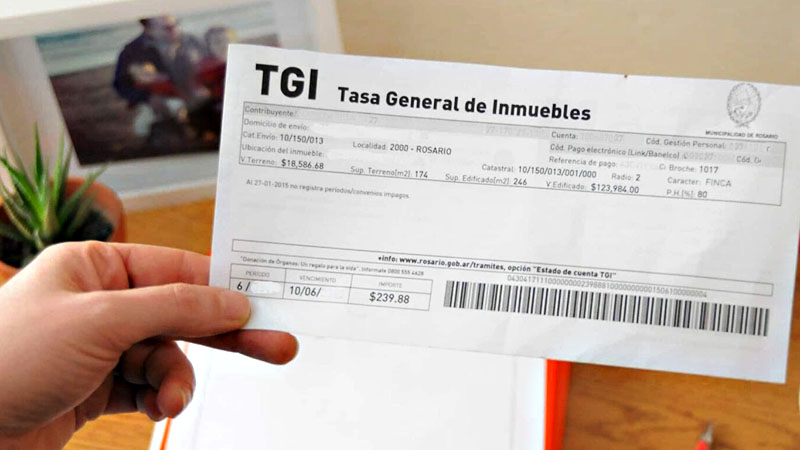 TGI Tasa General de Inmuebles
MUNICIPALIDAD DE ROSARIO
Contribuyente:
Domicilio de envío:
Cuenta:
Cód. Gestión Personal:
Cat.Envío: 10/150/013
Localidad: 2000 - ROSARIO
Cód. Pago electrónico (Link/Banelco)
Cód. G
Ubicación del inmueble:
Referencia de pago:
V.Terreno: $18,586.68
Sup. Terreno(m2). 174
Sup. Edificado(m2). 246
Catastral: 10/150/013/001/000
V.Edificado: $123,984.00
Radio: 2
Broche: 1017
Carácter: FINCA
P.H.(%): 80
Al 27-01-2015 no registra períodos/convenios impagos.
+info: www.rosario.gob.ar/tramites, opción "Estado de cuenta TGI"
"Donación de Órganos: Un regalo para la vida". Infórmate 0800 555 6628
PERÍODO
VENCIMIENTO
IMPORTE
6 /
10/06/
$239.88